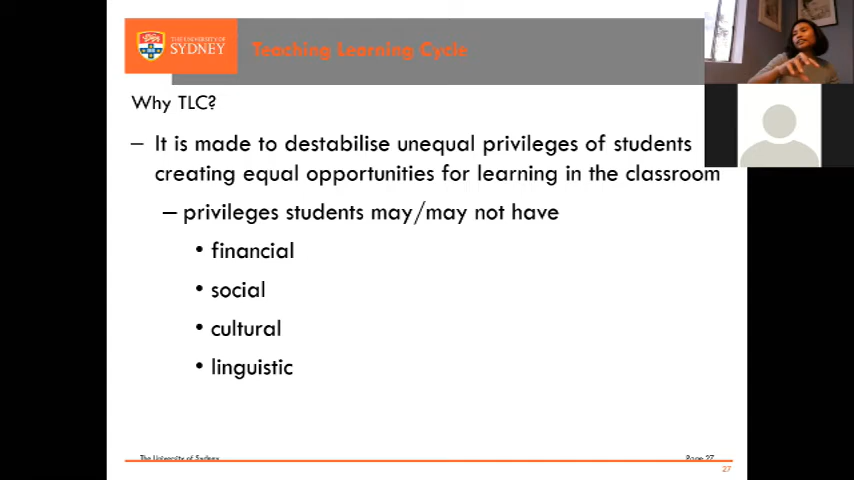 THE UNIVERSITY OF
SYDNEY
Teaching Learning Cycle
Why TLC?
– It is made to destabilise unequal privileges of students
creating equal opportunities for learning in the classroom
– privileges students may/may not have
• financial
• social
• cultural
• linguistic
The University of Sydney
Page 27
27